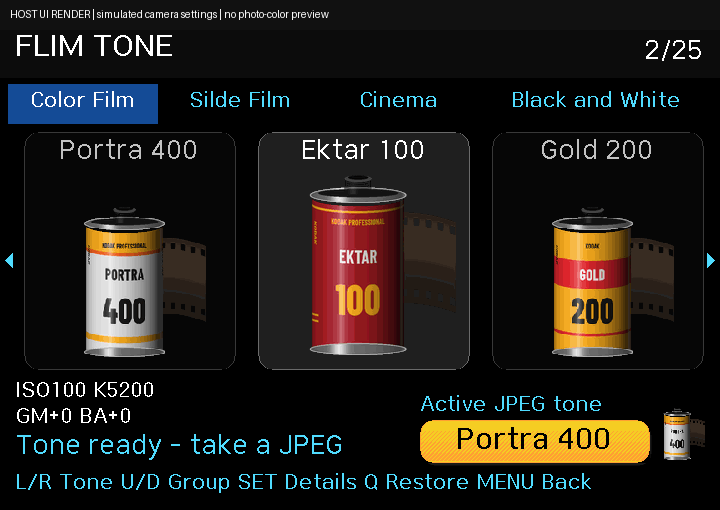 HOST UI RENDER | simulated camera settings | no photo-color preview
FLIM TONE
2/25
Color Film
Silde Film
Cinema
Black and White
Portra 400
Ektar 100
Gold 200
KODAK PROFESSIONAL
PORTRA
400
KODAK PROFESSIONAL
KODAK
EKTAR
100
KODAK
GOLD
200
ISO100 K5200
GM+0 BA+0
Active JPEG tone
Tone ready - take a JPEG
Portra 400
400
L/R Tone U/D Group SET Details Q Restore MENU Back